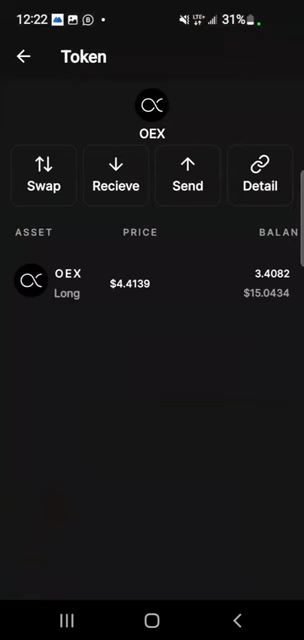 12:22 LTE+ 31%
Token
OEX
Swap Recieve Send Detail
ASSET PRICE BALAN
OEX $4.4139 3.4082
Long $15.0434